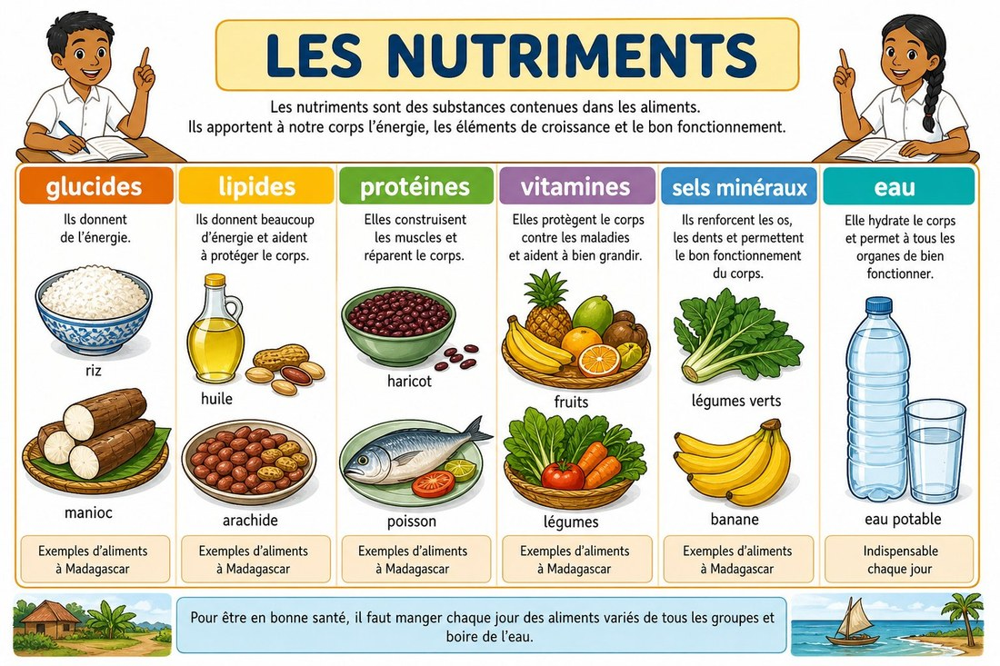 LES NUTRIMENTS
Les nutriments sont des substances contenues dans les aliments.
Ils apportent à notre corps l'énergie, les éléments de croissance et le bon fonctionnement.
glucides
Ils donnent
de l'énergie.
riz
manioc
Exemples d'aliments
à Madagascar
lipides
Ils donnent beaucoup
d'énergie et aident
à protéger le corps.
huile
arachide
Exemples d'aliments
à Madagascar
protéines
Elles construisent
les muscles et
réparent le corps.
haricot
poisson
Exemples d'aliments
à Madagascar
vitamines
Elles protègent le corps
contre les maladies
et aident à bien grandir.
fruits
légumes
Exemples d'aliments
à Madagascar
sels minéraux
Ils renforcent les os,
les dents et permettent
le bon fonctionnement
du corps.
légumes verts
banane
Exemples d'aliments
à Madagascar
eau
Elle hydrate le corps
et permet à tous les
organes de bien
fonctionner.
eau potable
Indispensable
chaque jour
Pour être en bonne santé, il faut manger chaque jour des aliments variés de tous les groupes et
boire de l'eau.